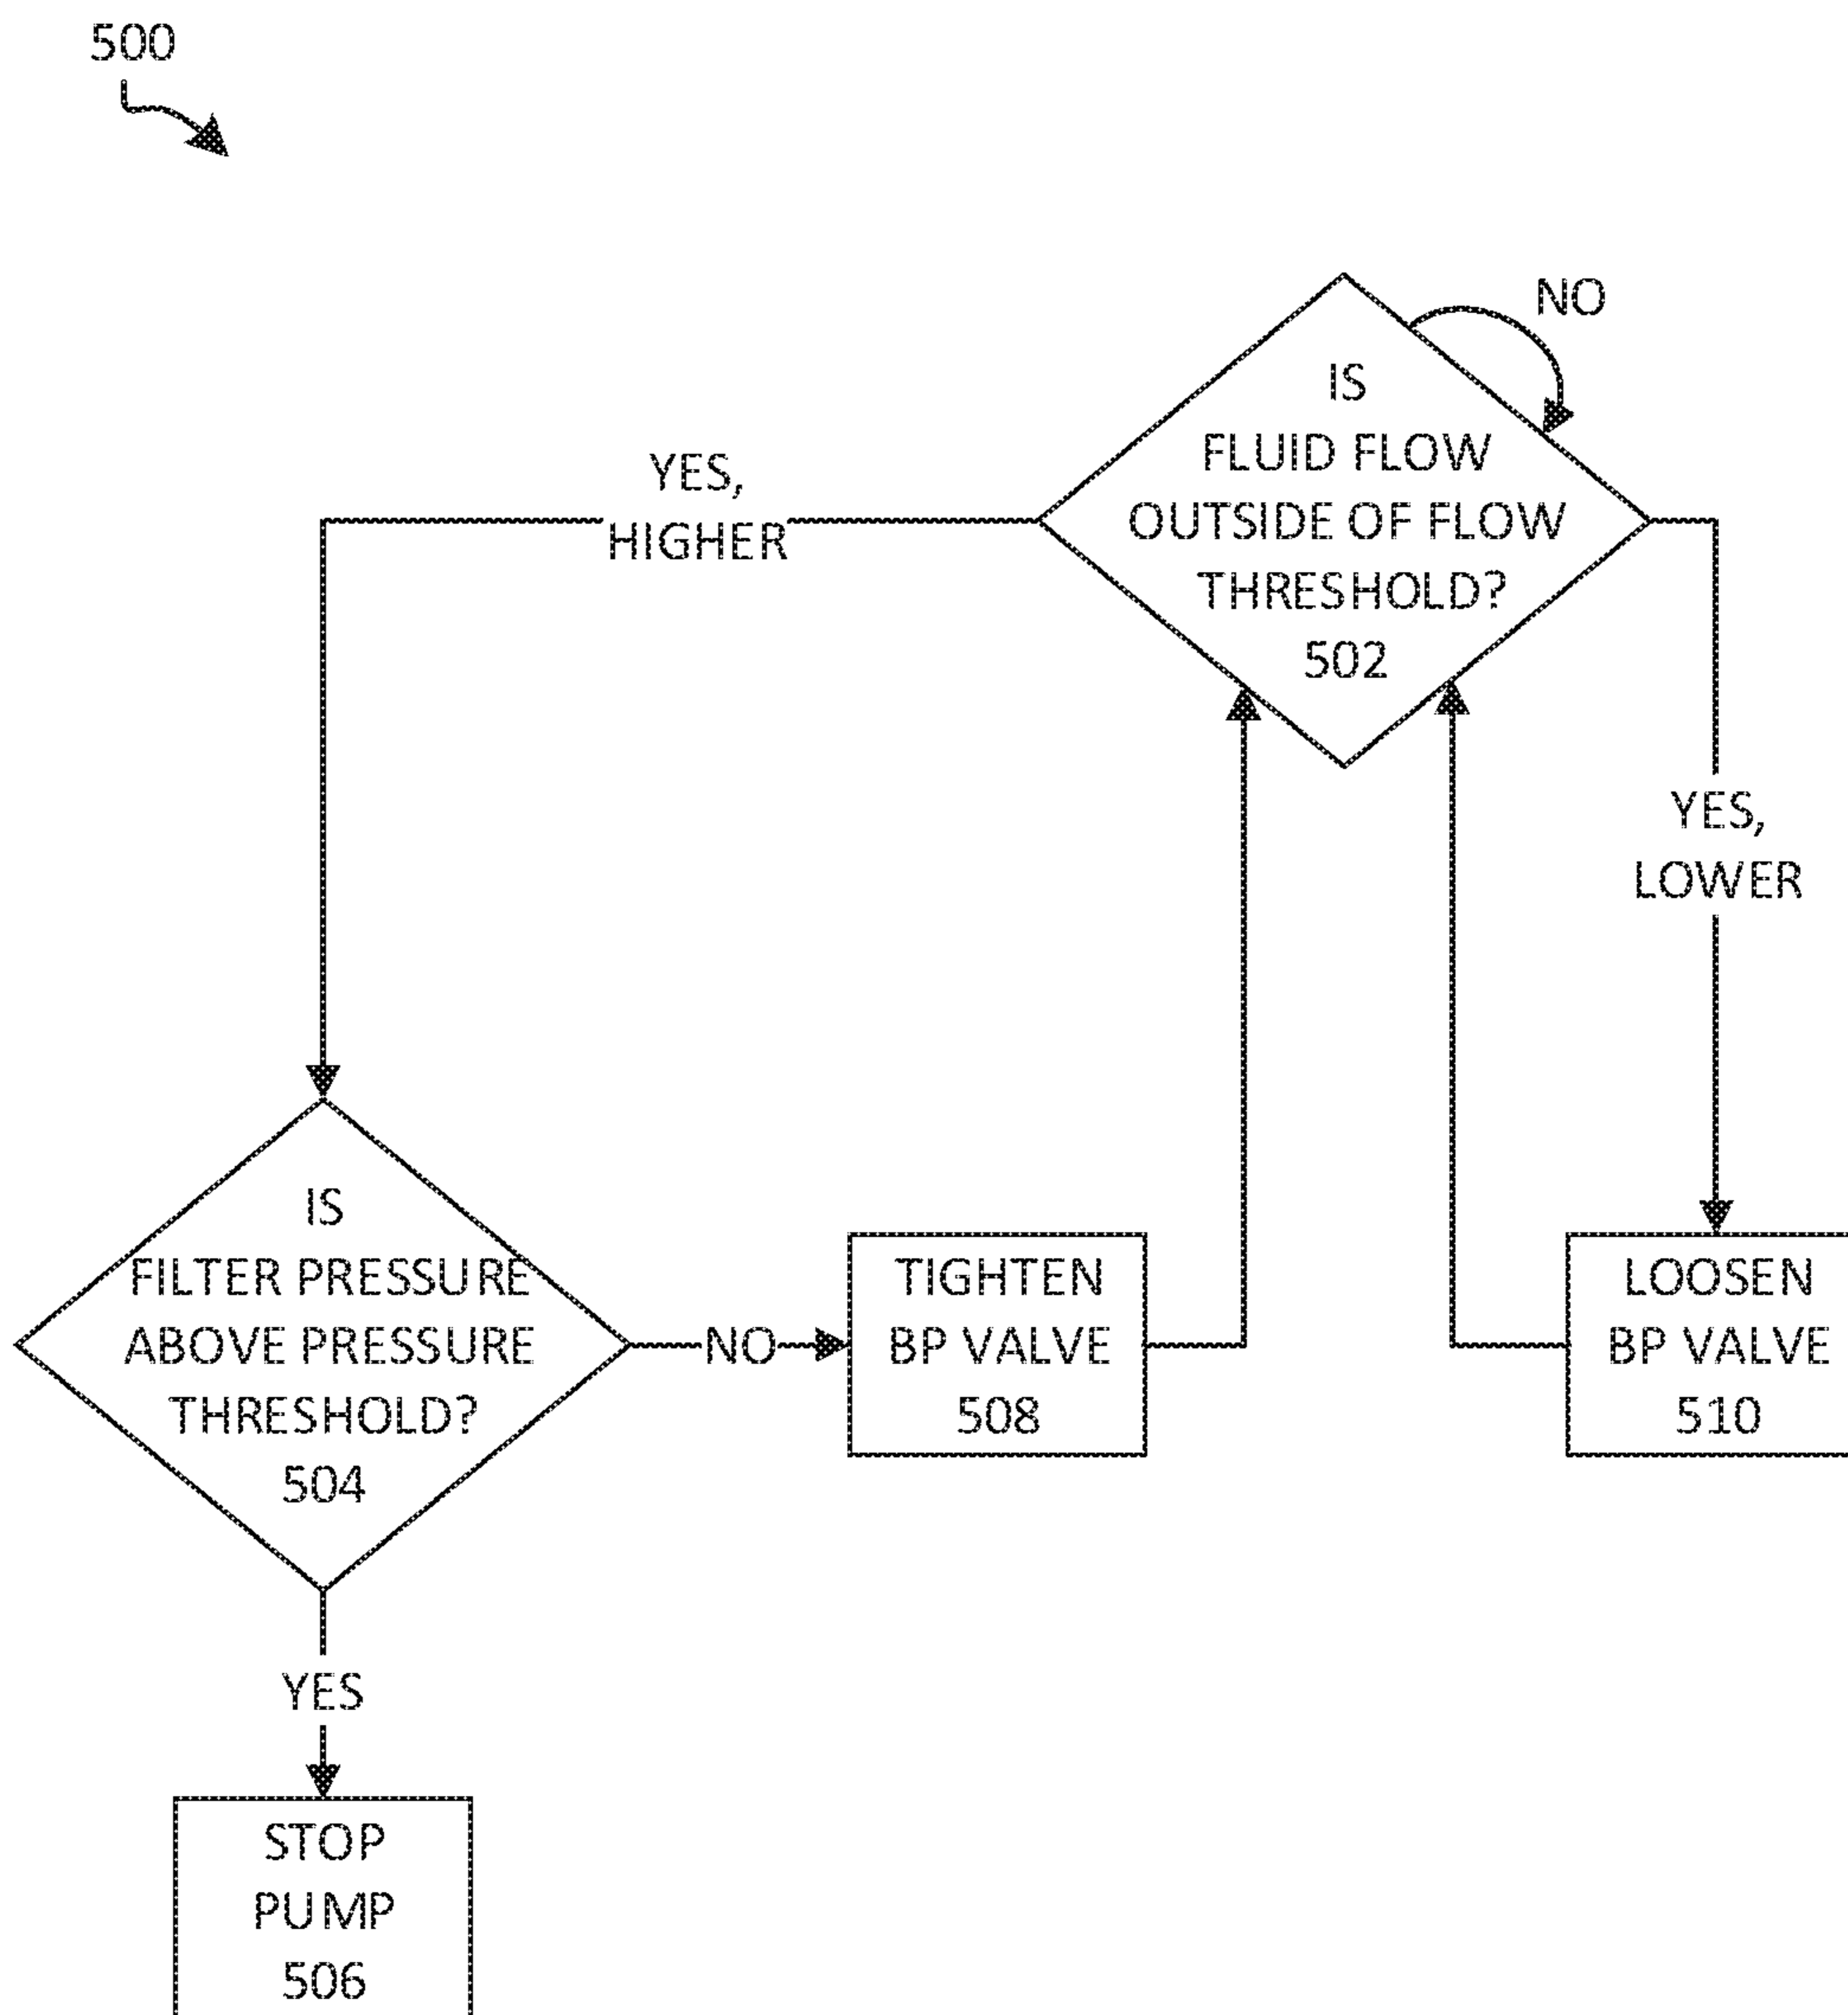 500
NO
IS
FLUID FLOW
OUTSIDE OF FLOW
THRESHOLD?
502
YES,
HIGHER
YES,
LOWER
IS
FILTER PRESSURE
ABOVE PRESSURE
THRESHOLD?
504
NO
TIGHTEN
BP VALVE
508
LOOSEN
BP VALVE
510
YES
STOP
PUMP
506